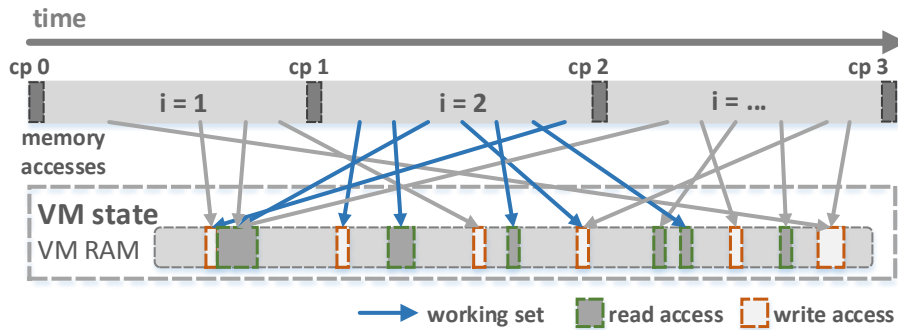 time
cp 0 cp 1 cp 2 cp 3
i = 1 i = 2 i = ...
memory
accesses
VM state
VM RAM
working set read access write access